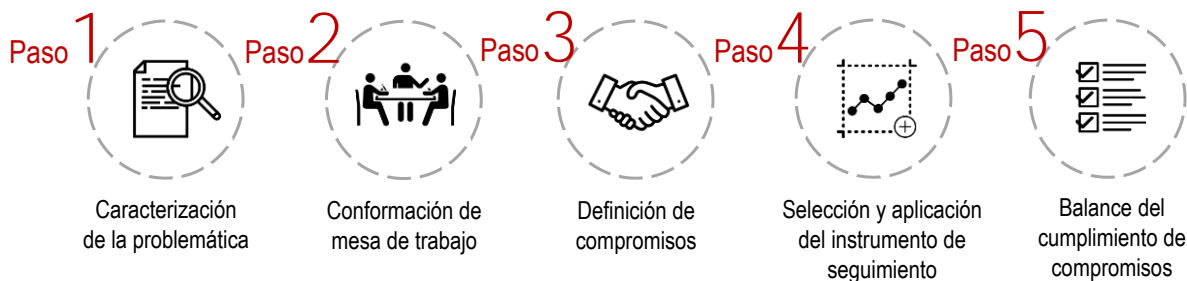 Paso 1
Caracterización
de la problemática
Paso 2
Conformación de
mesa de trabajo
Paso 3
Definición de
compromisos
Paso 4
Selección y aplicación
del instrumento de
seguimiento
Paso 5
Balance del
cumplimiento de
compromisos